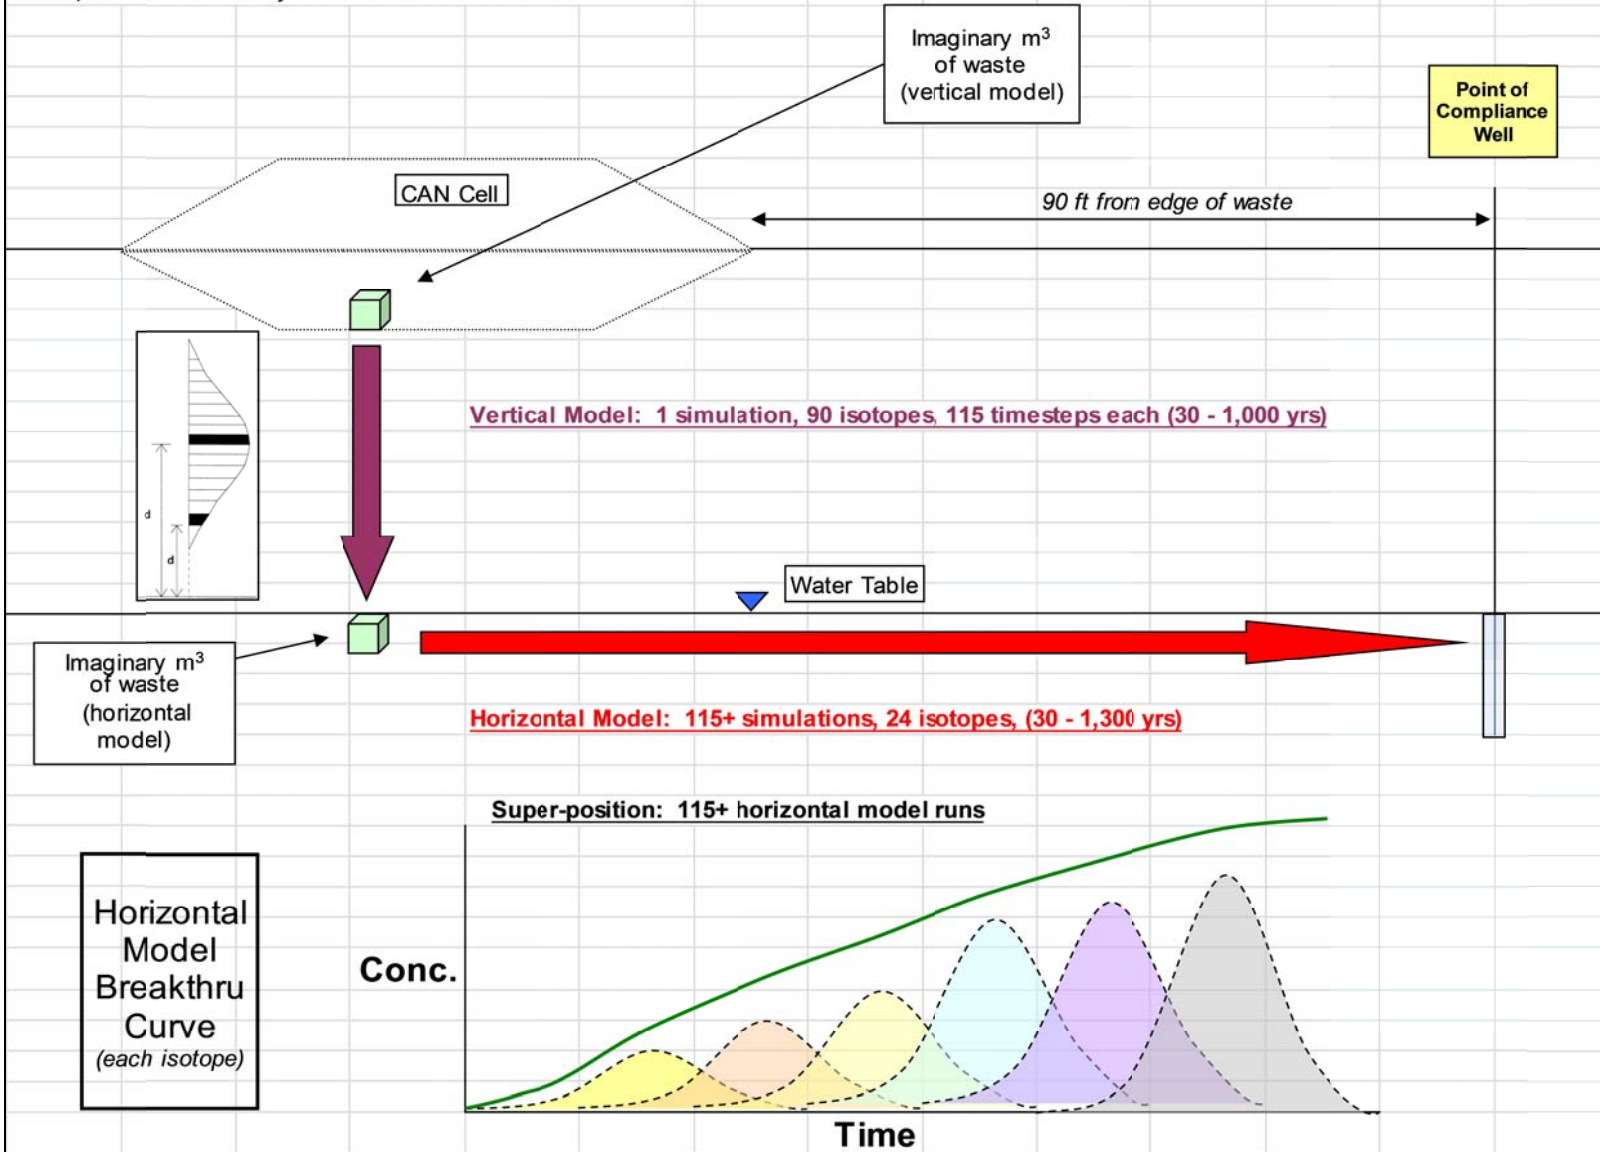 Imaginary m³
of waste
(vertical model)
Point of
Compliance
Well
CAN Cell
90 ft from edge of waste
Vertical Model: 1 simulation, 90 isotopes, 115 timesteps each (30 - 1,000 yrs)
d
d
Water Table
Imaginary m³
of waste
(horizontal
model)
Horizontal Model: 115+ simulations, 24 isotopes, (30 - 1,300 yrs)
Super-position: 115+ horizontal model runs
Horizontal
Model
Breakthru
Curve
(each isotope)
Conc.
Time